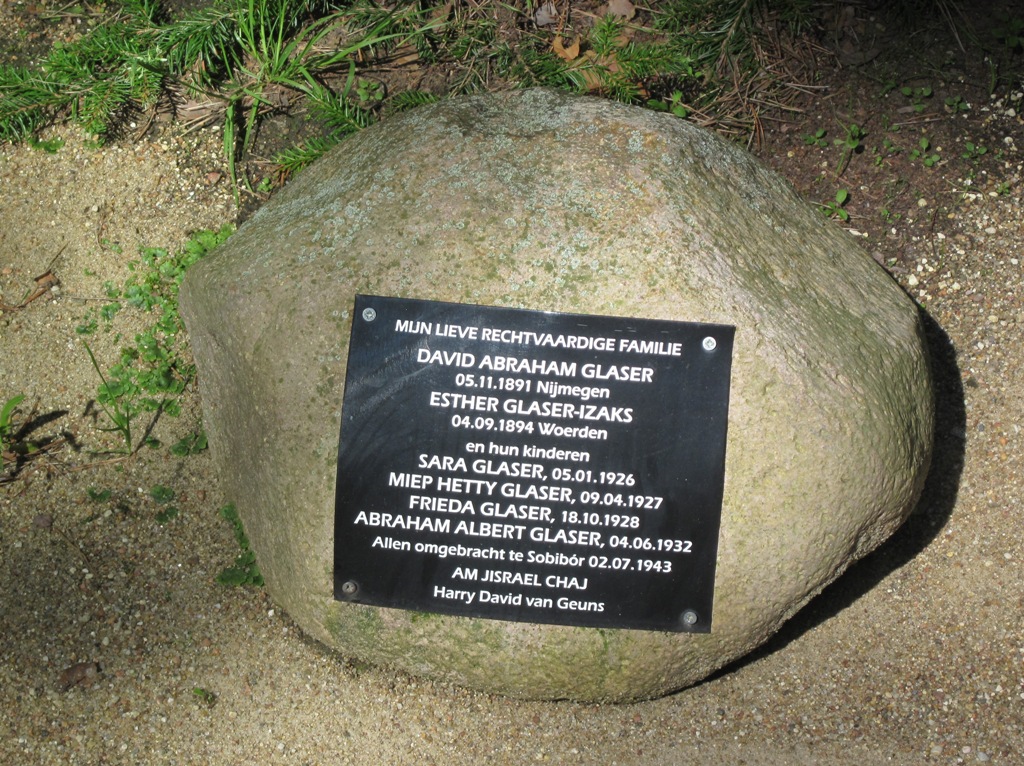 MIJN LIEVE RECHTVAARDIGE FAMILIE
DAVID ABRAHAM GLASER
05.11.1891 Nijmegen
ESTHER GLASER-IZAKS
04.09.1894 Woerden
en hun kinderen
SARA GLASER, 05.01.1926
MIEP HETTY GLASER, 09.04.1927
FRIEDA GLASER, 18.10.1928
ABRAHAM ALBERT GLASER, 04.06.1932
Allen omgebracht te Sobibór 02.07.1943
AM JISRAEL CHAJ
Harry David van Geuns